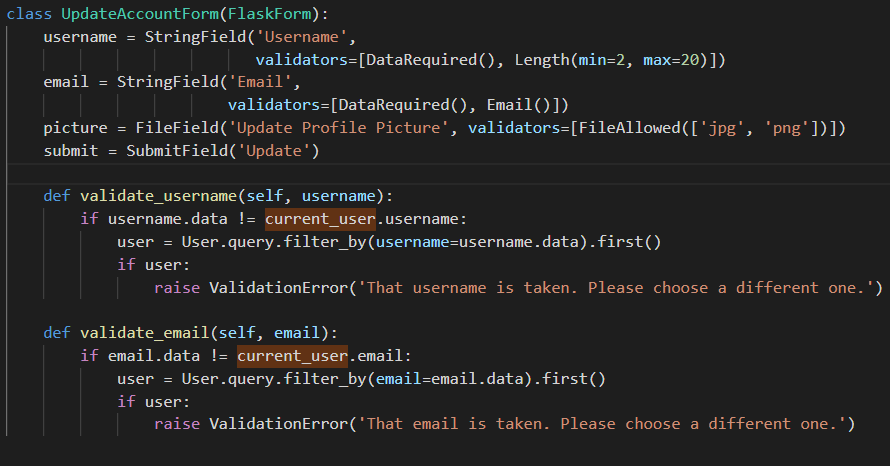 class UpdateAccountForm(FlaskForm):
    username = StringField('Username',
                           validators=[DataRequired(), Length(min=2, max=20)])
    email = StringField('Email',
                        validators=[DataRequired(), Email()])
    picture = FileField('Update Profile Picture', validators=[FileAllowed(['jpg', 'png'])])
    submit = SubmitField('Update')

    def validate_username(self, username):
        if username.data != current_user.username:
            user = User.query.filter_by(username=username.data).first()
            if user:
                raise ValidationError('That username is taken. Please choose a different one.')

    def validate_email(self, email):
        if email.data != current_user.email:
            user = User.query.filter_by(email=email.data).first()
            if user:
                raise ValidationError('That email is taken. Please choose a different one.')